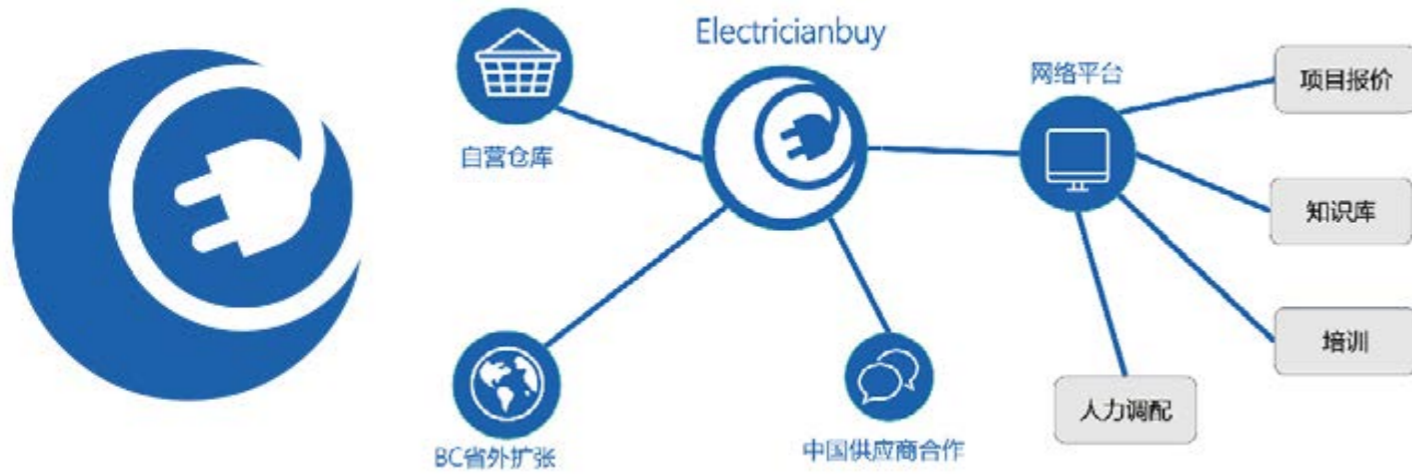 Electricianbuy
自营仓库
网络平台
项目报价
知识库
培训
人力调配
BC省外扩张
中国供应商合作